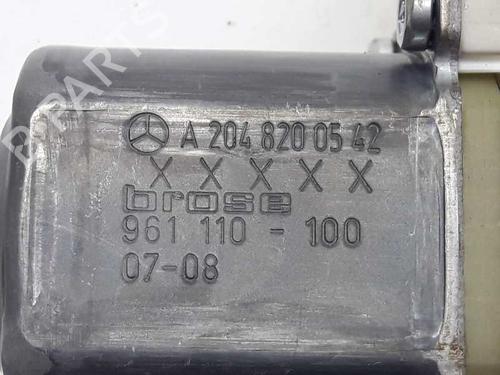 A 204 820 05 42
X X X X X
brose
961 110 - 100
07-08
B PARTS